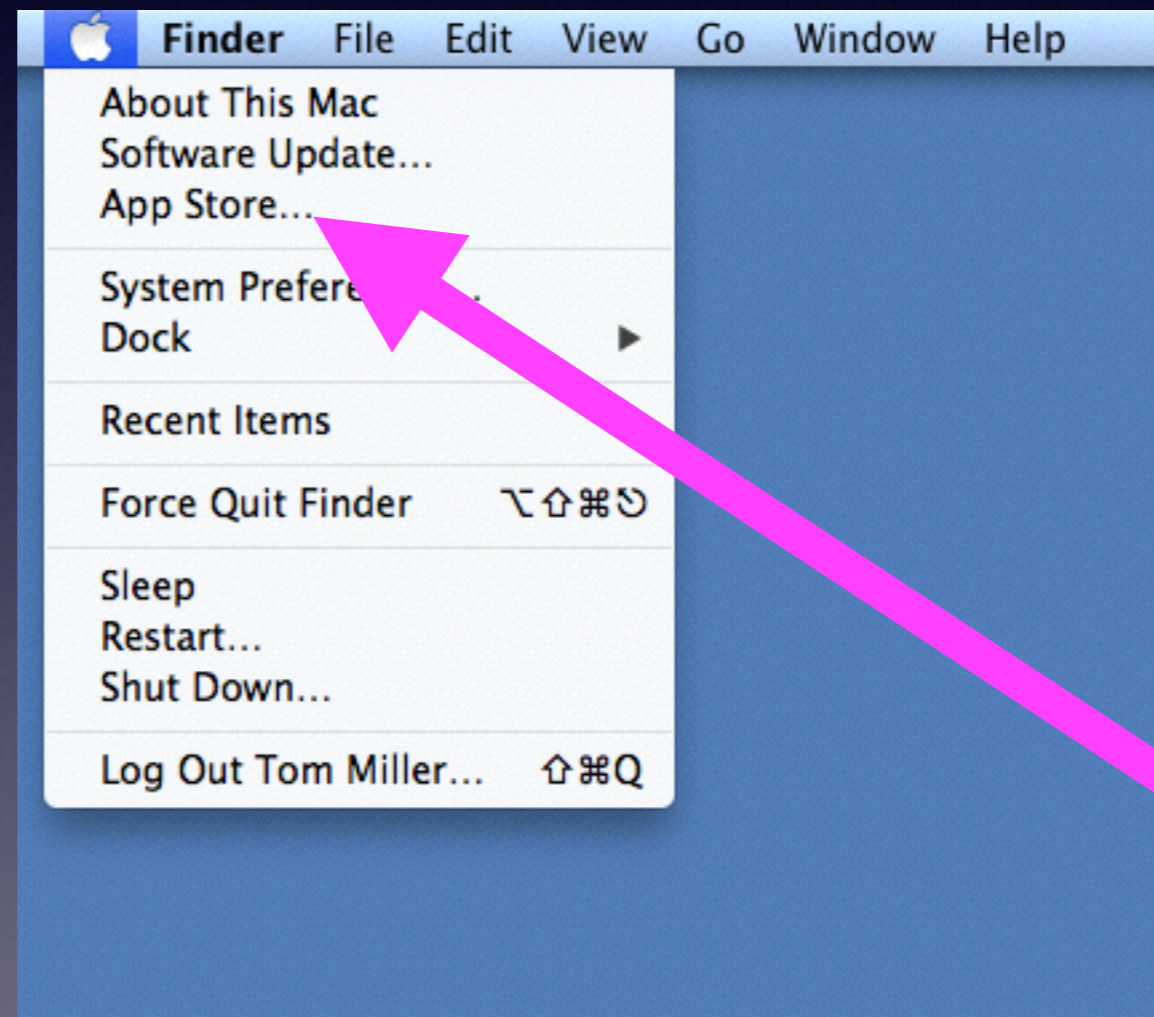 Finder File Edit View Go Window Help
About This Mac
Software Update...
App Store...
System
Dock
Recent Items
Force Quit Finder ⌥⇧⌘⎋
Sleep
Restart...
Shut Down...
Log Out Tom Miller... ⇧⌘Q